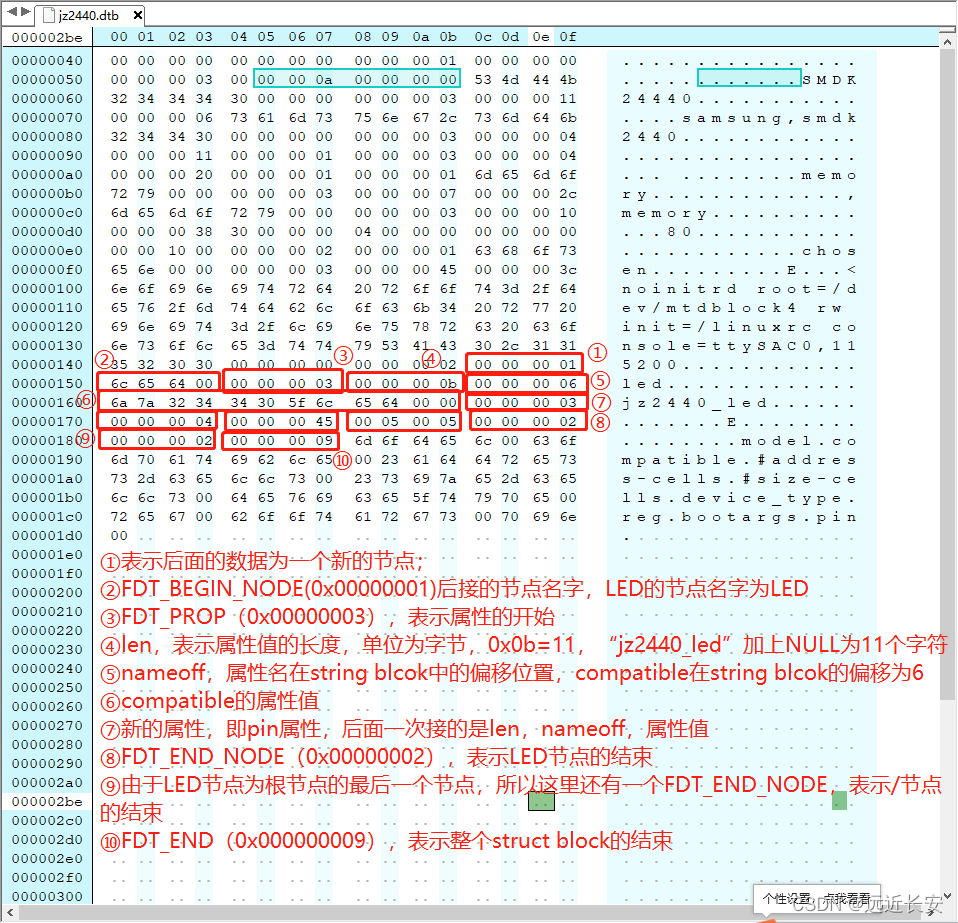 jz2440.dtb
000002be 00 01 02 03 04 05 06 07 08 09 0a 0b 0c 0d 0e 0f
00000040 00 00 00 00 00 00 00 00 00 00 00 01 00 00 00 00 ................
00000050 00 00 00 03 00 00 00 0a 00 00 00 00 53 4d 44 4b ............SMDK
00000060 32 34 34 34 30 00 00 00 00 00 00 03 00 00 00 11 24440...........
00000070 00 00 00 06 73 61 6d 73 75 6e 67 2c 73 6d 64 6b ....samsung,smdk
00000080 32 34 34 30 00 00 00 00 00 00 00 03 00 00 00 04 2440............
00000090 00 00 00 11 00 00 00 01 00 00 00 03 00 00 00 04 ................
000000a0 00 00 00 20 00 00 00 01 00 00 00 01 6d 65 6d 6f ... ........memo
000000b0 72 79 00 00 00 00 00 03 00 00 00 07 00 00 00 2c ry.............,
000000c0 6d 65 6d 6f 72 79 00 00 00 00 00 03 00 00 00 10 memory..........
000000d0 00 00 00 38 30 00 00 00 04 00 00 00 00 00 00 00 ...80...........
000000e0 00 00 10 00 00 00 00 02 00 00 00 01 63 68 6f 73 ............chos
000000f0 65 6e 00 00 00 00 00 03 00 00 00 45 00 00 00 3c en.........E...<
00000100 6e 6f 69 6e 69 74 72 64 20 72 6f 6f 74 3d 2f 64 noinitrd root=/d
00000110 65 76 2f 6d 74 64 62 6c 6f 63 6b 34 20 72 77 20 ev/mtdblock4 rw
00000120 69 6e 69 74 3d 2f 6c 69 6e 75 78 72 63 20 63 6f init=/linuxrc co
00000130 6e 73 6f 6c 65 3d 74 74 79 53 41 43 30 2c 31 31 nsole=ttySAC0,11
② ③ ④ ①
00000140 35 32 30 30 00 00 00 00 00 00 00 02 00 00 00 01 5200............
00000150 6c 65 64 00 00 00 00 03 00 00 00 0b 00 00 00 06 ⑤ led.............
00000160 ⑥ 6a 7a 32 34 34 30 5f 6c 65 64 00 00 00 00 00 03 ⑦ jz2440_led......
00000170 00 00 00 04 00 00 00 45 00 05 00 05 00 00 00 02 ⑧ .......E........
00000180 ⑨ 00 00 00 02 00 00 00 09 6d 6f 64 65 6c 00 63 6f ........model.co
00000190 6d 70 61 74 69 62 6c 65 ⑩ 00 23 61 64 64 72 65 73 mpatible.#addres
000001a0 73 2d 63 65 6c 6c 73 00 23 73 69 7a 65 2d 63 65 s-cells.#size-ce
000001b0 6c 6c 73 00 64 65 76 69 63 65 5f 74 79 70 65 00 lls.device_type.
000001c0 72 65 67 00 62 6f 6f 74 61 72 67 73 00 70 69 6e reg.bootargs.pin
000001d0 00 .
000001e0
000001f0
00000200
00000210
00000220
00000230
00000240
00000250
00000260
00000270
00000280
00000290
000002a0
000002be
000002c0
000002d0
000002e0
000002f0
00000300
①表示后面的数据为一个新的节点；
②FDT_BEGIN_NODE(0x00000001)后接的节点名字，LED的节点名字为LED
③FDT_PROP（0x00000003），表示属性的开始
④len，表示属性值的长度，单位为字节，0x0b=11，“jz2440_led”加上NULL为11个字符
⑤nameoff，属性名在string blcok中的偏移位置，compatible在string blcok的偏移为6
⑥compatible的属性值
⑦新的属性，即pin属性，后面一次接的是len，nameoff，属性值
⑧FDT_END_NODE（0x00000002），表示LED节点的结束
⑨由于LED节点为根节点的最后一个节点，所以这里还有一个FDT_END_NODE，表示/节点
的结束
⑩FDT_END（0x000000009），表示整个struct block的结束
个性设置，点我看看
CSDN @远近长安